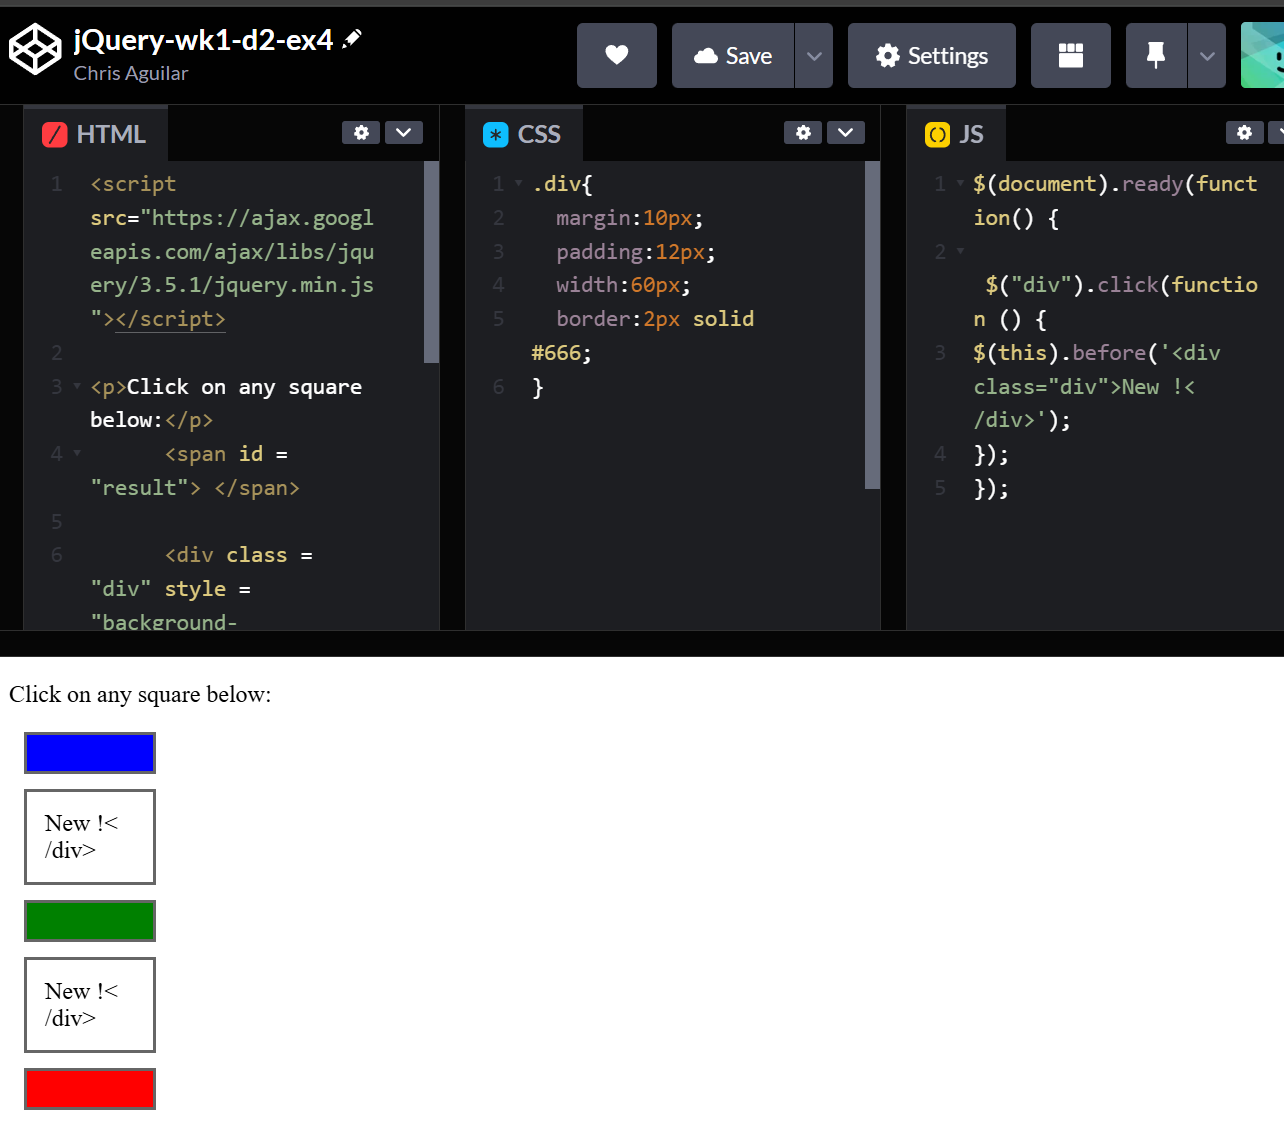 jQuery-wk1-d2-ex4
Chris Aguilar
Save
Settings
HTML
1 <script
src="https://ajax.googl
eapis.com/ajax/libs/jqu
ery/3.5.1/jquery.min.js
"></script>
2
3 <p>Click on any square
below:</p>
4 <span id =
"result"> </span>
5
6 <div class =
"div" style =
"background-
CSS
1 .div{
2 margin:10px;
3 padding:12px;
4 width:60px;
5 border:2px solid
#666;
6 }
JS
1 $(document).ready(funct
ion() {
2
$("div").click(functio
n () {
3 $(this).before('<div
class="div">New !<
/div>');
4 });
5 });
Click on any square below:
New !<
/div>
New !<
/div>